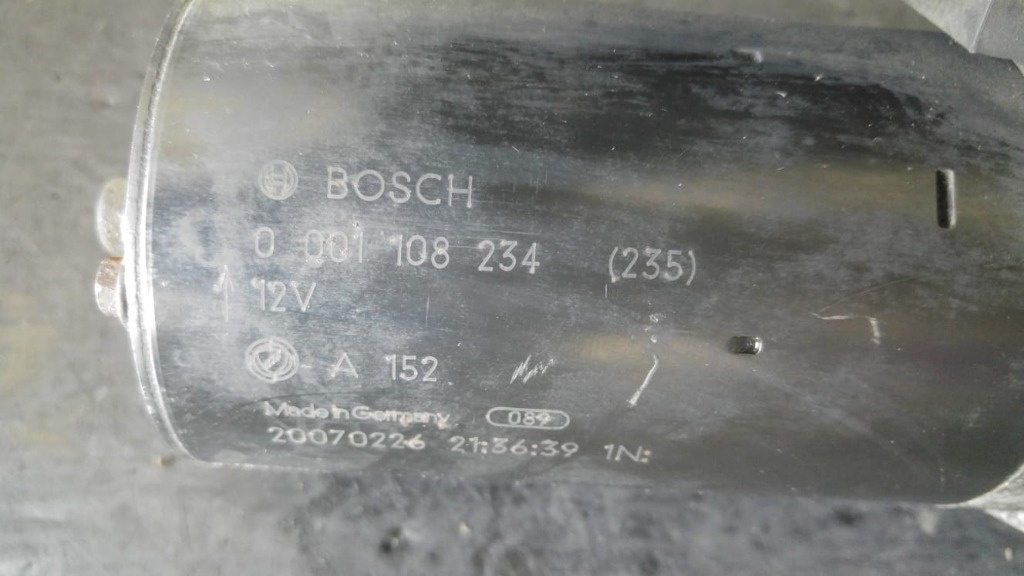 BOSCH
0 001 108 234 (235)
12V
A 152
Made in Germany 089
20070226 21:36:39 1N: